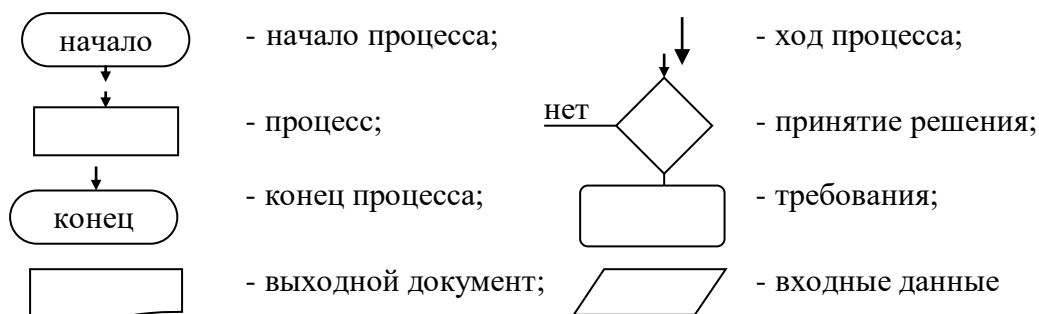 начало - начало процесса; - ход процесса;
нет - процесс; - принятие решения;
конец - конец процесса; - требования;
- выходной документ; - входные данные